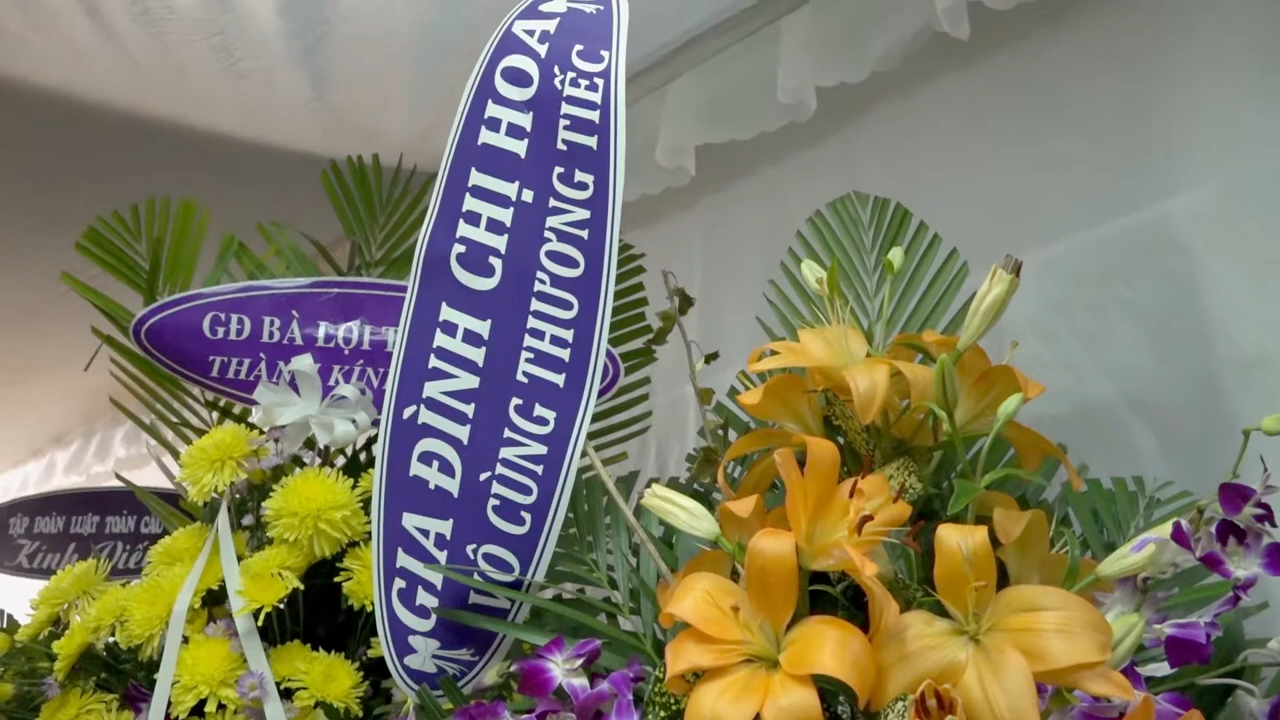 GIA ĐÌNH CHỊ HOA
VÔ CÙNG THƯƠNG TIẾC
GĐ BÀ LỢI
THÀNH KÍNH
TẬP ĐOÀN LUẬT TOÀN CẦU
Kính Viếng